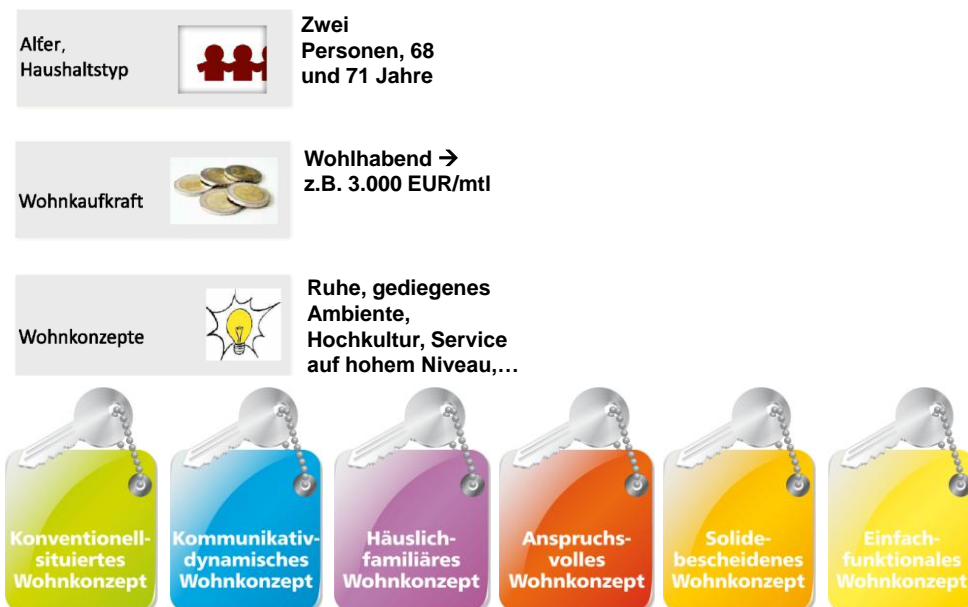 Alter,
Haushaltstyp
Zwei
Personen, 68
und 71 Jahre
Wohnkaufkraft
Wohlhabend →
z.B. 3.000 EUR/mtl
Wohnkonzepte
Ruhe, gediegenes
Ambiente,
Hochkultur, Service
auf hohem Niveau,…
Konventionell-
situiertes
Wohnkonzept
Kommunikativ-
dynamisches
Wohnkonzept
Häuslich-
familiäres
Wohnkonzept
Anspruchs-
volles
Wohnkonzept
Solide-
bescheidenes
Wohnkonzept
Einfach-
funktionales
Wohnkonzept